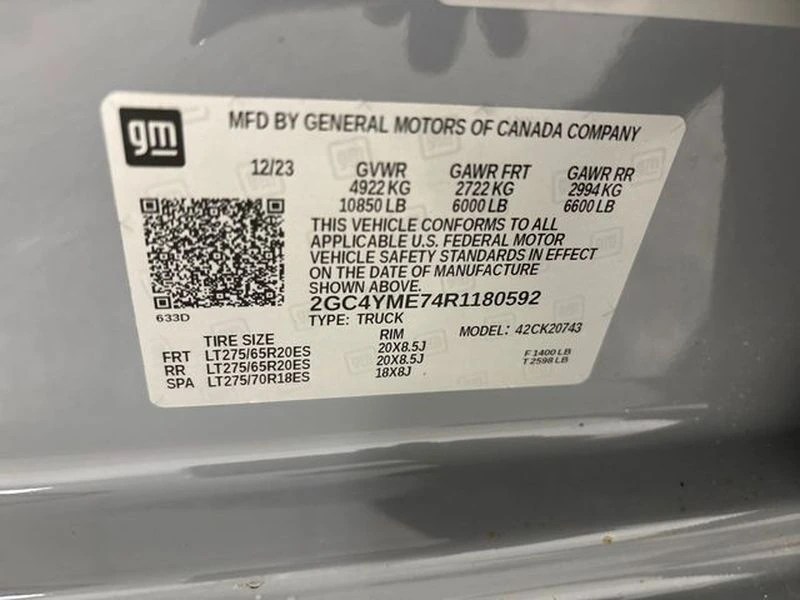 gm
MFD BY GENERAL MOTORS OF CANADA COMPANY
12/23 GVWR GAWR FRT GAWR RR
4922 KG 2722 KG 2994 KG
10850 LB 6000 LB 6600 LB
THIS VEHICLE CONFORMS TO ALL
APPLICABLE U.S. FEDERAL MOTOR
VEHICLE SAFETY STANDARDS IN EFFECT
ON THE DATE OF MANUFACTURE
SHOWN ABOVE.
2GC4YME74R1180592
633D
TYPE: TRUCK
MODEL: 42CK20743
TIRE SIZE RIM
FRT LT275/65R20ES 20X8.5J
RR LT275/65R20ES 20X8.5J
SPA LT275/70R18ES 18X8J
F 1400 LB
T 2598 LB